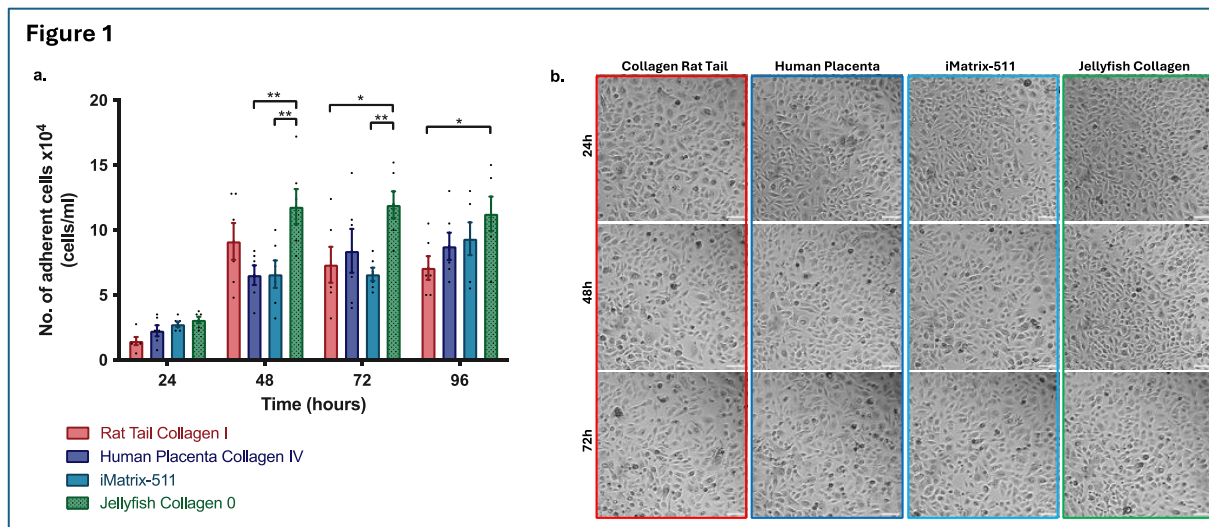 Figure 1
a.
No. of adherent cells x10⁴
(cells/ml)
20
15
10
5
0
**
**
*
**
*
24 48 72 96
Time (hours)
Rat Tail Collagen I
Human Placenta Collagen IV
iMatrix-511
Jellyfish Collagen 0
b.
Collagen Rat Tail Human Placenta iMatrix-511 Jellyfish Collagen
24h
48h
72h